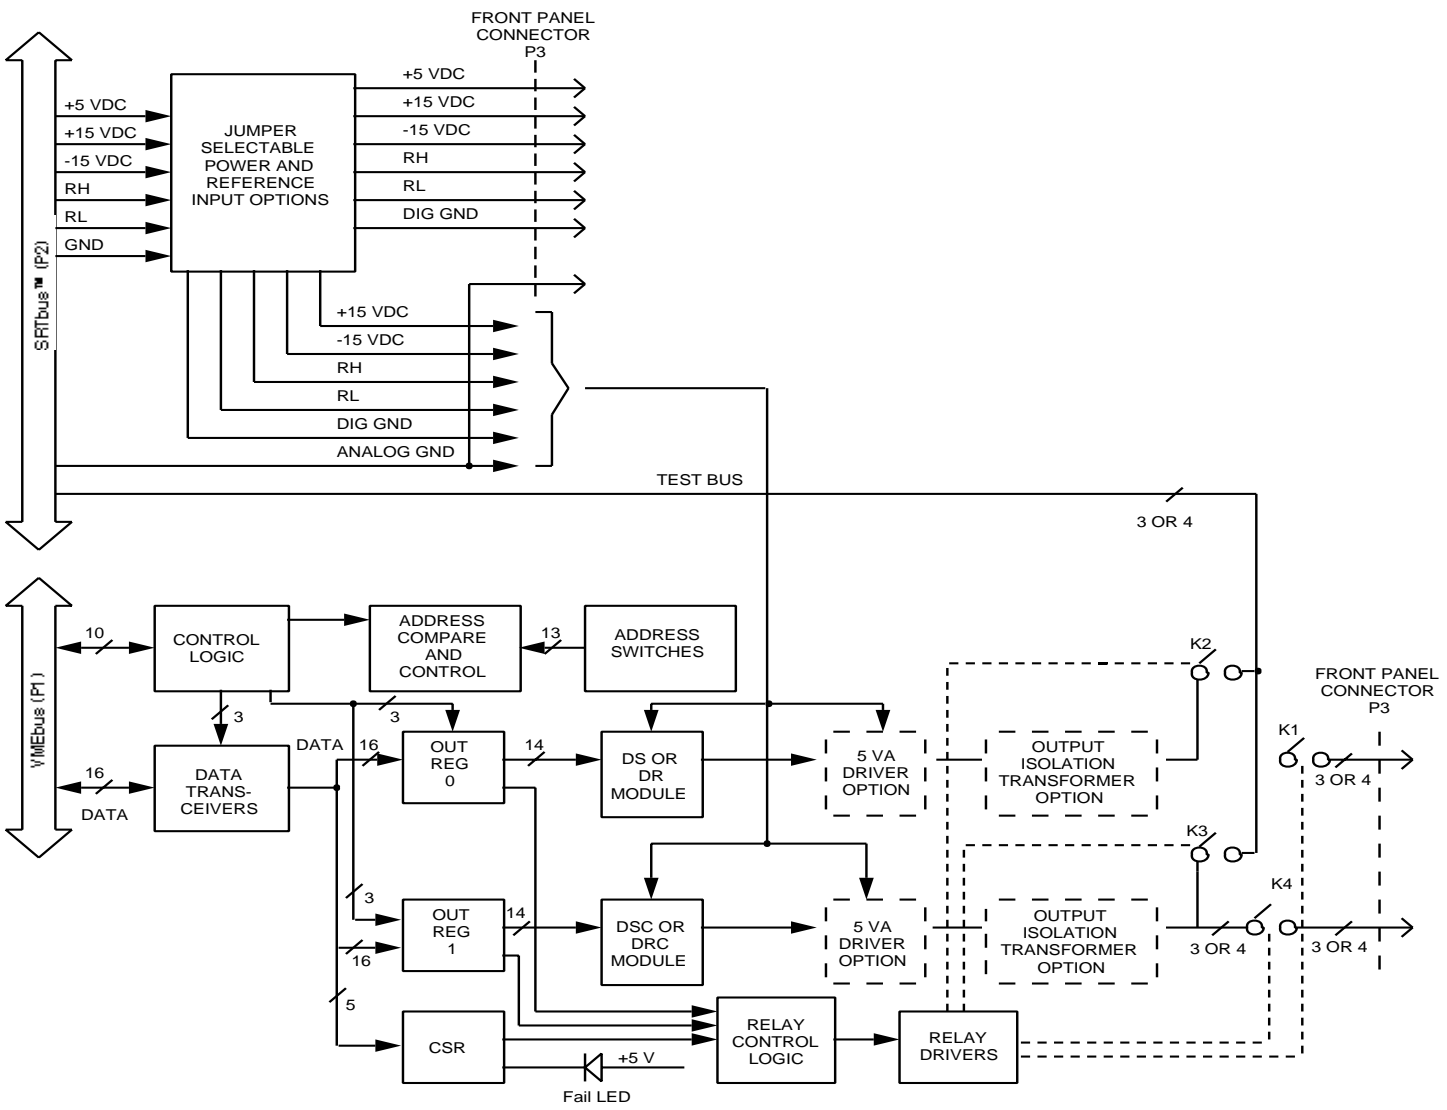 FRONT PANEL
CONNECTOR
P3
+5 VDC
+15 VDC
-15 VDC
RH
RL
GND
JUMPER
SELECTABLE
POWER AND
REFERENCE
INPUT OPTIONS
+5 VDC
+15 VDC
-15 VDC
RH
RL
DIG GND
SRTbus™ (P2)
+15 VDC
-15 VDC
RH
RL
DIG GND
ANALOG GND
TEST BUS
3 OR 4
VMEbus (P1)
10
CONTROL
LOGIC
ADDRESS
COMPARE
AND
CONTROL
13
ADDRESS
SWITCHES
K2
FRONT PANEL
CONNECTOR
P3
3
3
16
DATA
DATA
TRANS-
CEIVERS
DATA
16
OUT
REG
0
14
DS OR
DR
MODULE
5 VA
DRIVER
OPTION
OUTPUT
ISOLATION
TRANSFORMER
OPTION
K1
3 OR 4
K3
3
16
OUT
REG
1
14
DSC OR
DRC
MODULE
5 VA
DRIVER
OPTION
OUTPUT
ISOLATION
TRANSFORMER
OPTION
3 OR 4
K4
3 OR 4
5
CSR
+5 V
Fail LED
RELAY
CONTROL
LOGIC
RELAY
DRIVERS